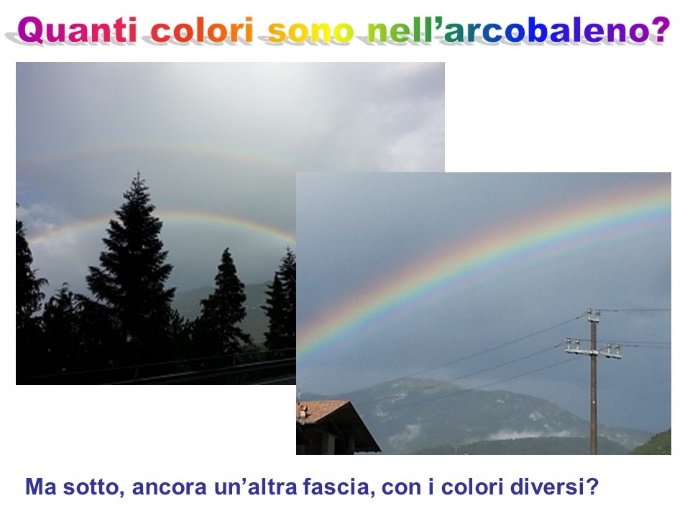 Quanti colori sono nell’arcobaleno?
Ma sotto, ancora un’altra fascia, con i colori diversi?